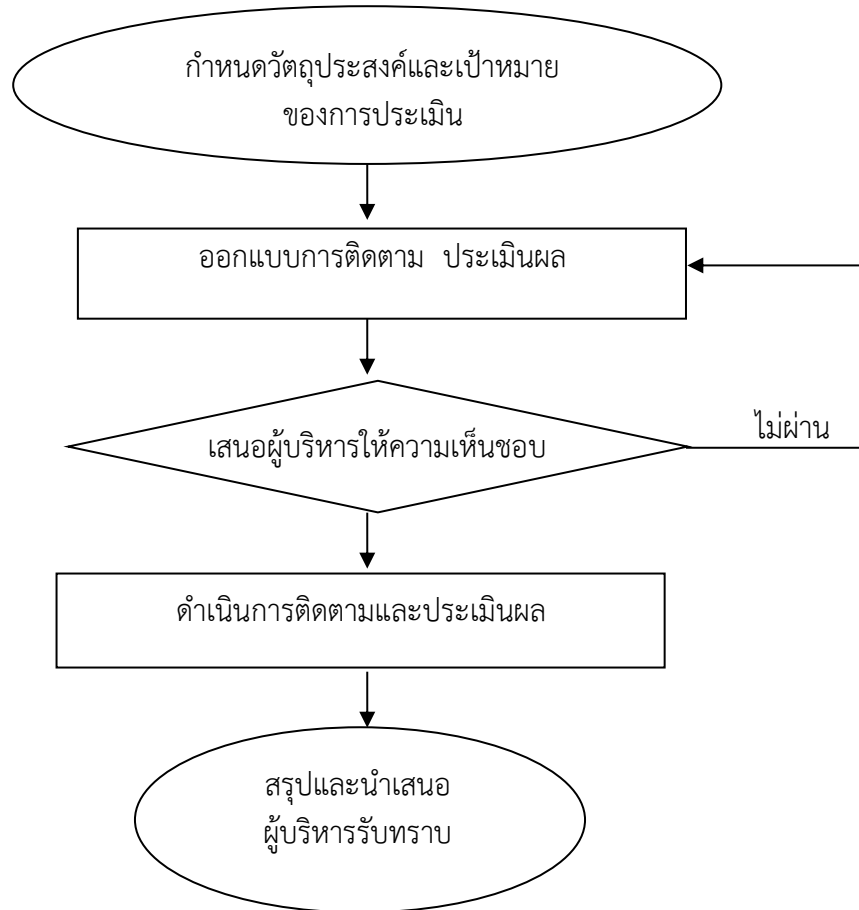 กำหนดวัตถุประสงค์และเป้าหมาย
ของการประเมิน
ออกแบบการติดตาม ประเมินผล
เสนอผู้บริหารให้ความเห็นชอบ
ไม่ผ่าน
ดำเนินการติดตามและประเมินผล
สรุปและนำเสนอ
ผู้บริหารรับทราบ